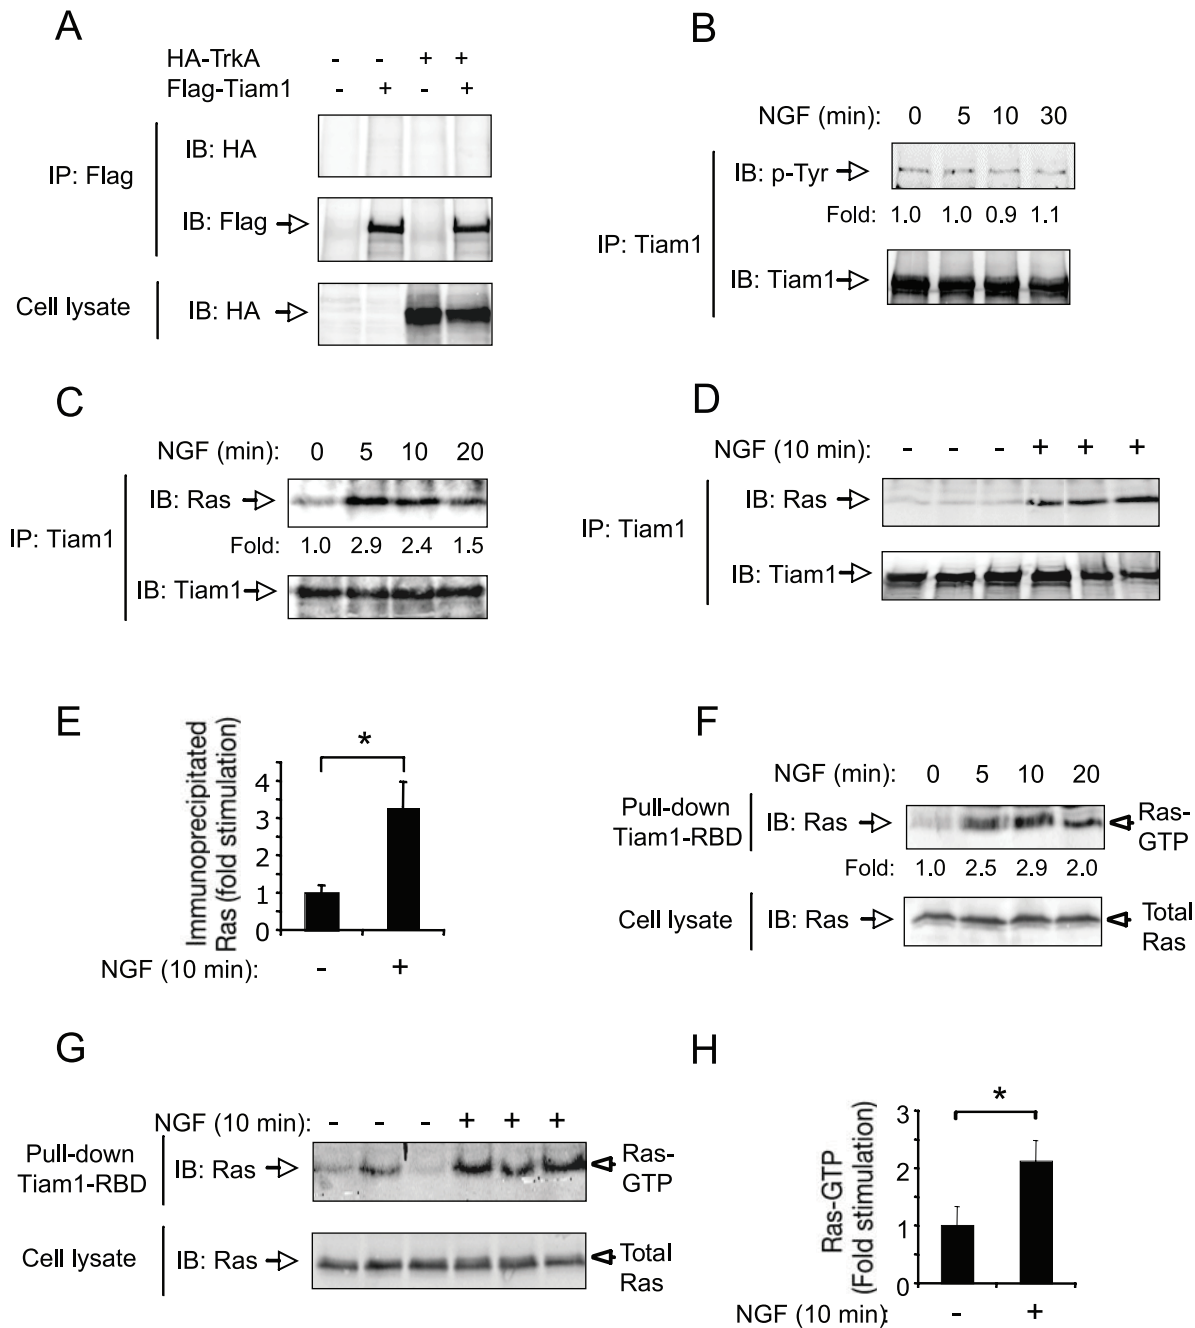 A
HA-TrkA - - + +
Flag-Tiam1 - + - +
IP: Flag
IB: HA
IB: Flag
Cell lysate
IB: HA
B
NGF (min): 0 5 10 30
IB: p-Tyr
Fold: 1.0 1.0 0.9 1.1
IP: Tiam1
IB: Tiam1
C
NGF (min): 0 5 10 20
IB: Ras
IP: Tiam1
Fold: 1.0 2.9 2.4 1.5
IB: Tiam1
D
NGF (10 min): - - - + + +
IB: Ras
IP: Tiam1
IB: Tiam1
E
Immunoprecipitated
Ras (fold stimulation)
4
3
2
1
0
*
NGF (10 min): - +
F
NGF (min): 0 5 10 20
Pull-down
Tiam1-RBD
IB: Ras
Ras-
GTP
Fold: 1.0 2.5 2.9 2.0
Cell lysate
IB: Ras
Total
Ras
G
NGF (10 min): - - - + + +
Pull-down
Tiam1-RBD
IB: Ras
Ras-
GTP
Cell lysate
IB: Ras
Total
Ras
H
Ras-GTP
(Fold stimulation)
3
2
1
0
*
NGF (10 min): - +